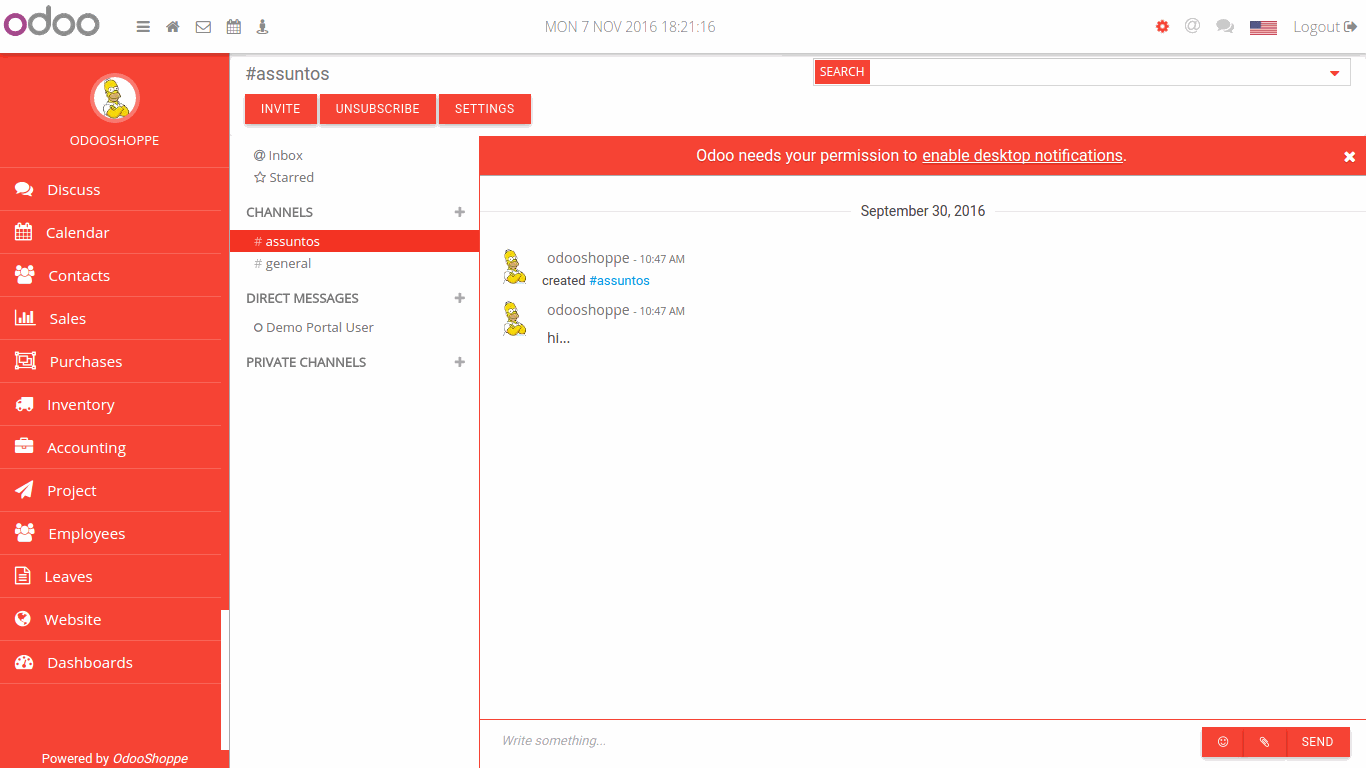 odoo
MON 7 NOV 2016 18:21:16
Logout
ODOOSHOPPE
Discuss
Calendar
Contacts
Sales
Purchases
Inventory
Accounting
Project
Employees
Leaves
Website
Dashboards
Powered by OdooShoppe
#assuntos
SEARCH
INVITE UNSUBSCRIBE SETTINGS
@ Inbox
Starred
CHANNELS +
# assuntos
# general
DIRECT MESSAGES +
Demo Portal User
PRIVATE CHANNELS +
Odoo needs your permission to enable desktop notifications.
September 30, 2016
odooshoppe - 10:47 AM
created #assuntos
odooshoppe - 10:47 AM
hi...
Write something...
SEND